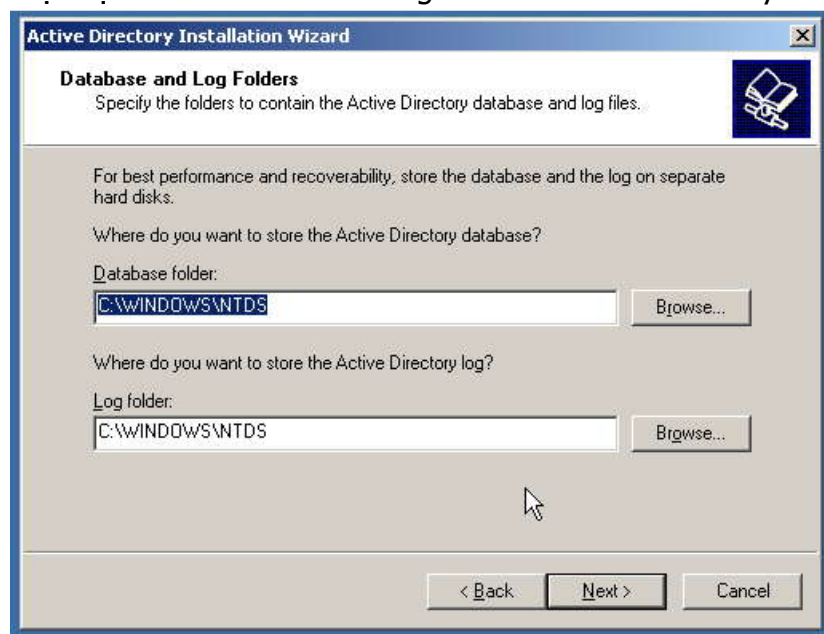 Active Directory Installation Wizard
Database and Log Folders
Specify the folders to contain the Active Directory database and log files.
For best performance and recoverability, store the database and the log on separate
hard disks.
Where do you want to store the Active Directory database?
Database folder:
C:\WINDOWS\NTDS
Browse...
Where do you want to store the Active Directory log?
Log folder:
C:\WINDOWS\NTDS
Browse...
< Back
Next >
Cancel